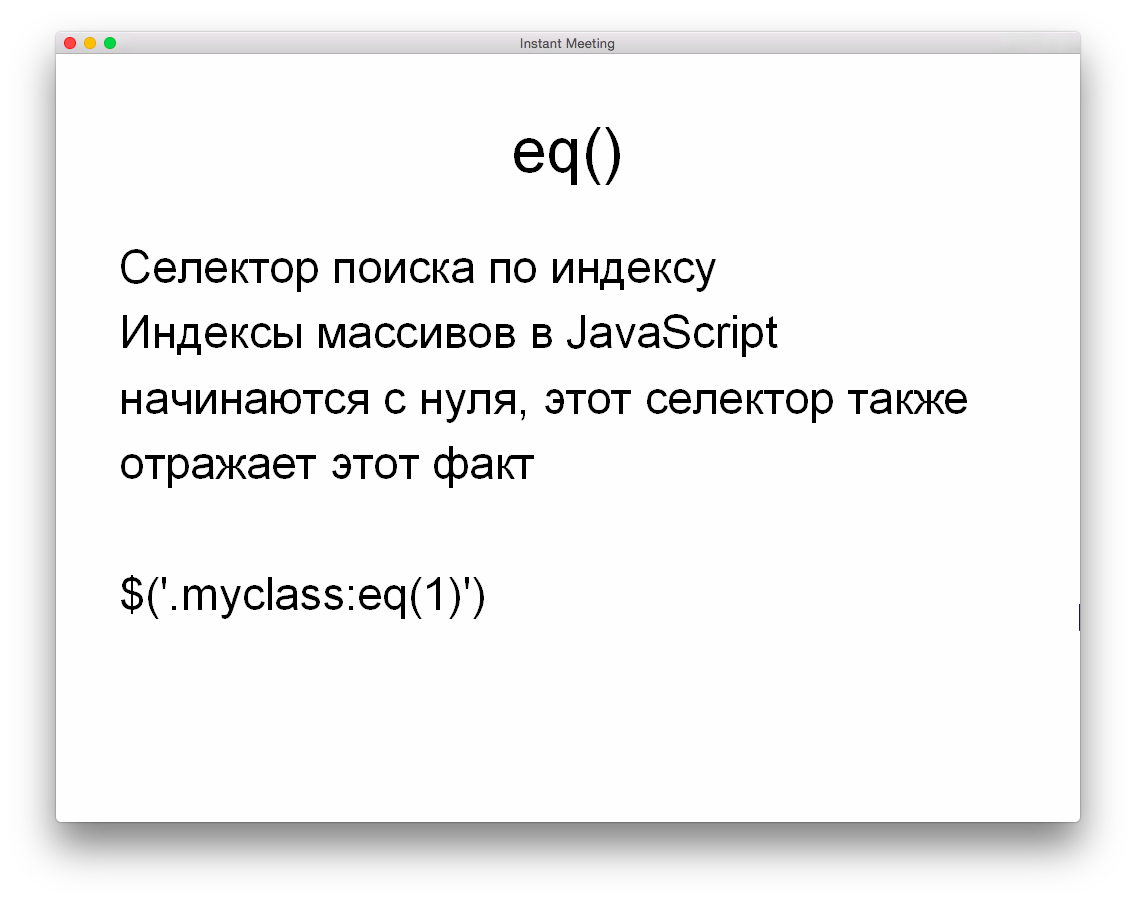 Instant Meeting
eq()
Селектор поиска по индексу
Индексы массивов в JavaScript
начинаются с нуля, этот селектор также
отражает этот факт
$('.myclass:eq(1)')